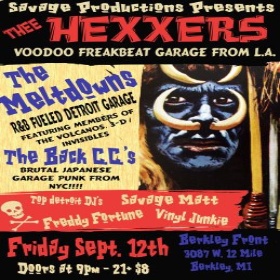 Savage Productions Presents
THEE HEXXERS
VOODOO FREAKBEAT GARAGE FROM L.A.
The
Meltdowns
R&B FUELED DETROIT GARAGE
FEATURING MEMBERS OF
THE VOLCANOS, 3-D
INVISIBLES
The Back C.C.'s
BRUTAL JAPANESE
GARAGE PUNK FROM
NYC!!!!
Top Detroit DJ's Savage Matt
Freddy Fortune Vinyl Junkie
Friday Sept. 12th
Doors at 9pm - 21+ $8
Berkley Front
3087 W. 12 Mile
Berkley, MI